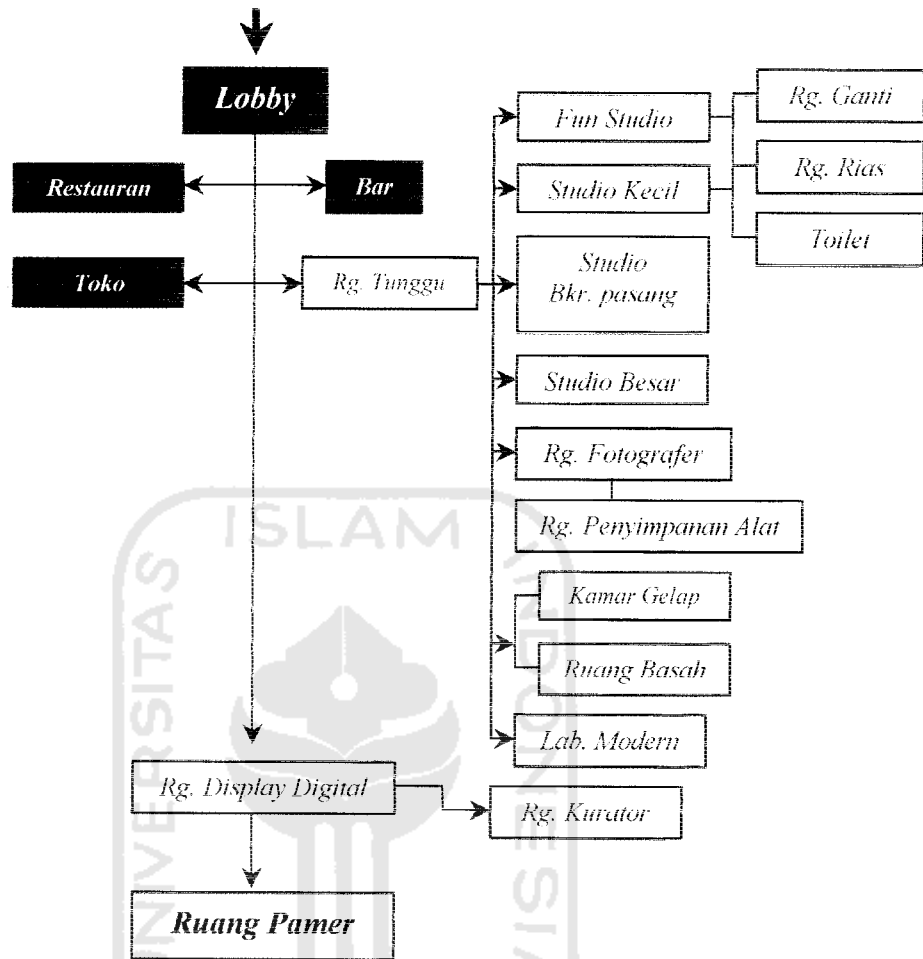 Lobby
Restauran
Bar
Toko
Rg. Tunggu
Fun Studio
Studio Kecil
Studio
Bkr. pasang
Studio Besar
Rg. Fotografer
Rg. Penyimpanan Alat
Kamar Gelap
Ruang Basah
Lab. Modern
Rg. Ganti
Rg. Rias
Toilet
Rg. Display Digital
Rg. Kurator
Ruang Pamer
UNIVERSITAS
ISLAM
INDONESIA